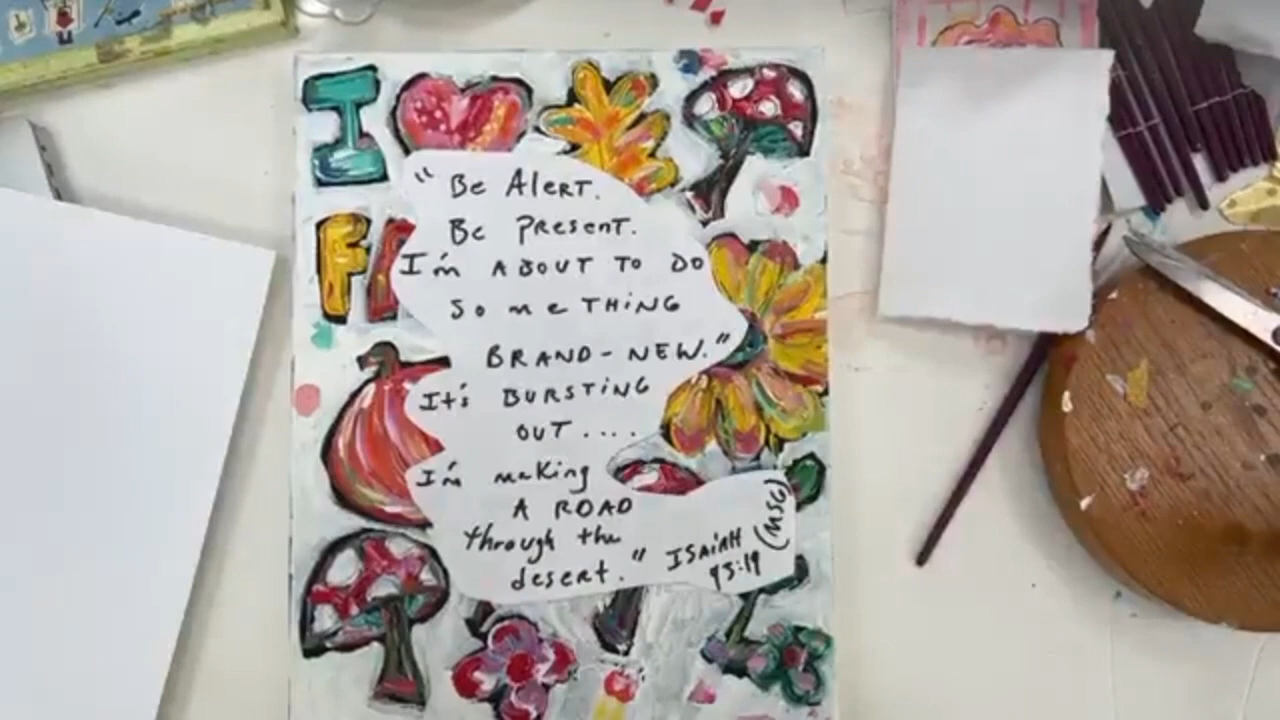 I
F
"Be Alert.
Be Present.
I'm ABOUT TO DO
SomeTHING
BRAND-NEW."
It's BURSTING
OUT....
I'm making
A ROAD
through the
desert."
ISAIAH
43:19
(MSG)